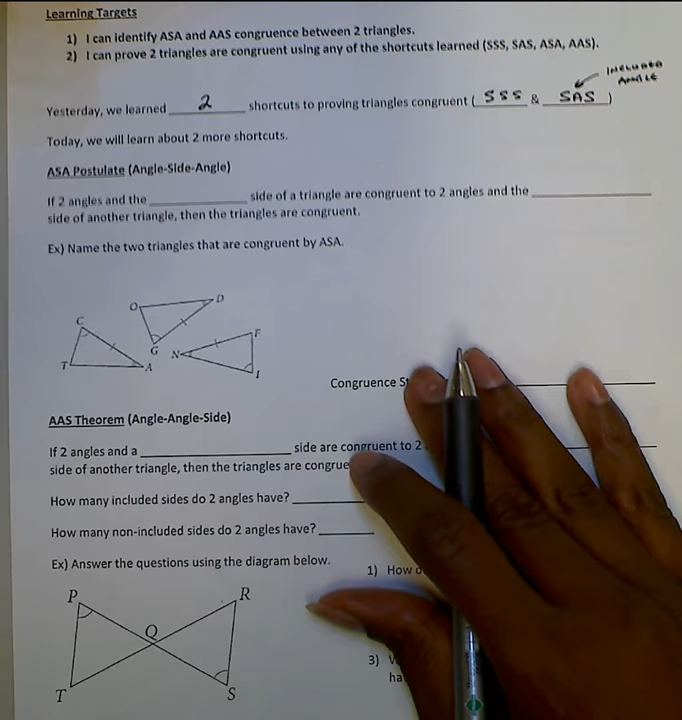 Learning Targets
1) I can identify ASA and AAS congruence between 2 triangles.
2) I can prove 2 triangles are congruent using any of the shortcuts learned (SSS, SAS, ASA, AAS).
INCLUDED
ANGLE
Yesterday, we learned 2 shortcuts to proving triangles congruent ( SSS & SAS )
Today, we will learn about 2 more shortcuts.
ASA Postulate (Angle-Side-Angle)
If 2 angles and the ____________ side of a triangle are congruent to 2 angles and the ____________
side of another triangle, then the triangles are congruent.
Ex) Name the two triangles that are congruent by ASA.
O D
C
G N F
T A I
Congruence
AAS Theorem (Angle-Angle-Side)
If 2 angles and a ____________ side are congruent to 2
side of another triangle, then the triangles are
How many included sides do 2 angles have? ________
How many non-included sides do 2 angles have? ________
Ex) Answer the questions using the diagram below.
1) How
P R
Q
3)
T S